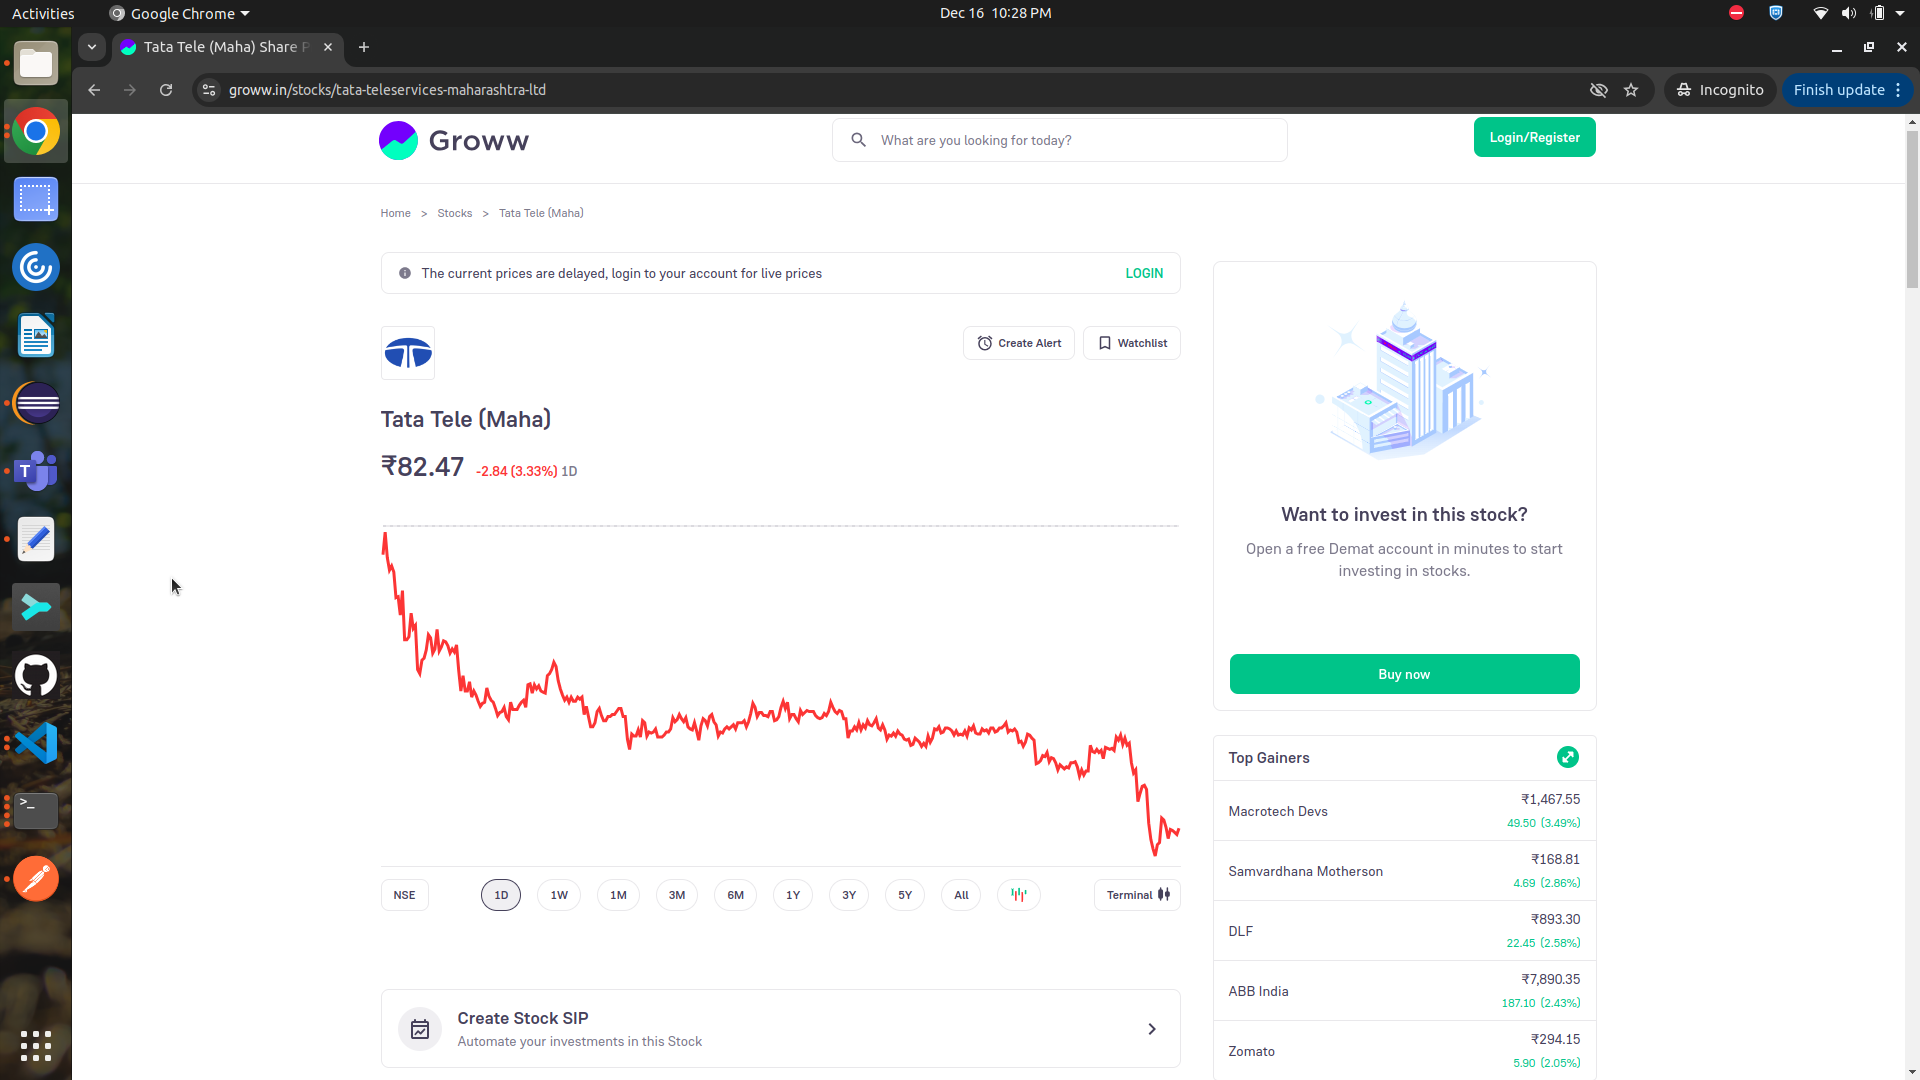 Activities
Google Chrome
Dec 16 10:28 PM
Tata Tele (Maha) Share P
groww.in/stocks/tata-teleservices-maharashtra-ltd
Incognito
Finish update
Groww
What are you looking for today?
Login/Register
Home > Stocks > Tata Tele (Maha)
The current prices are delayed, login to your account for live prices
LOGIN
Create Alert
Watchlist
Tata Tele (Maha)
₹82.47 -2.84 (3.33%) 1D
NSE
1D
1W
1M
3M
6M
1Y
3Y
5Y
All
Terminal
Create Stock SIP
Automate your investments in this Stock
Want to invest in this stock?
Open a free Demat account in minutes to start
investing in stocks.
Buy now
Top Gainers
Macrotech Devs
₹1,467.55
49.50 (3.49%)
Samvardhana Motherson
₹168.81
4.69 (2.86%)
DLF
₹893.30
22.45 (2.58%)
ABB India
₹7,890.35
187.10 (2.43%)
Zomato
₹294.15
5.90 (2.05%)